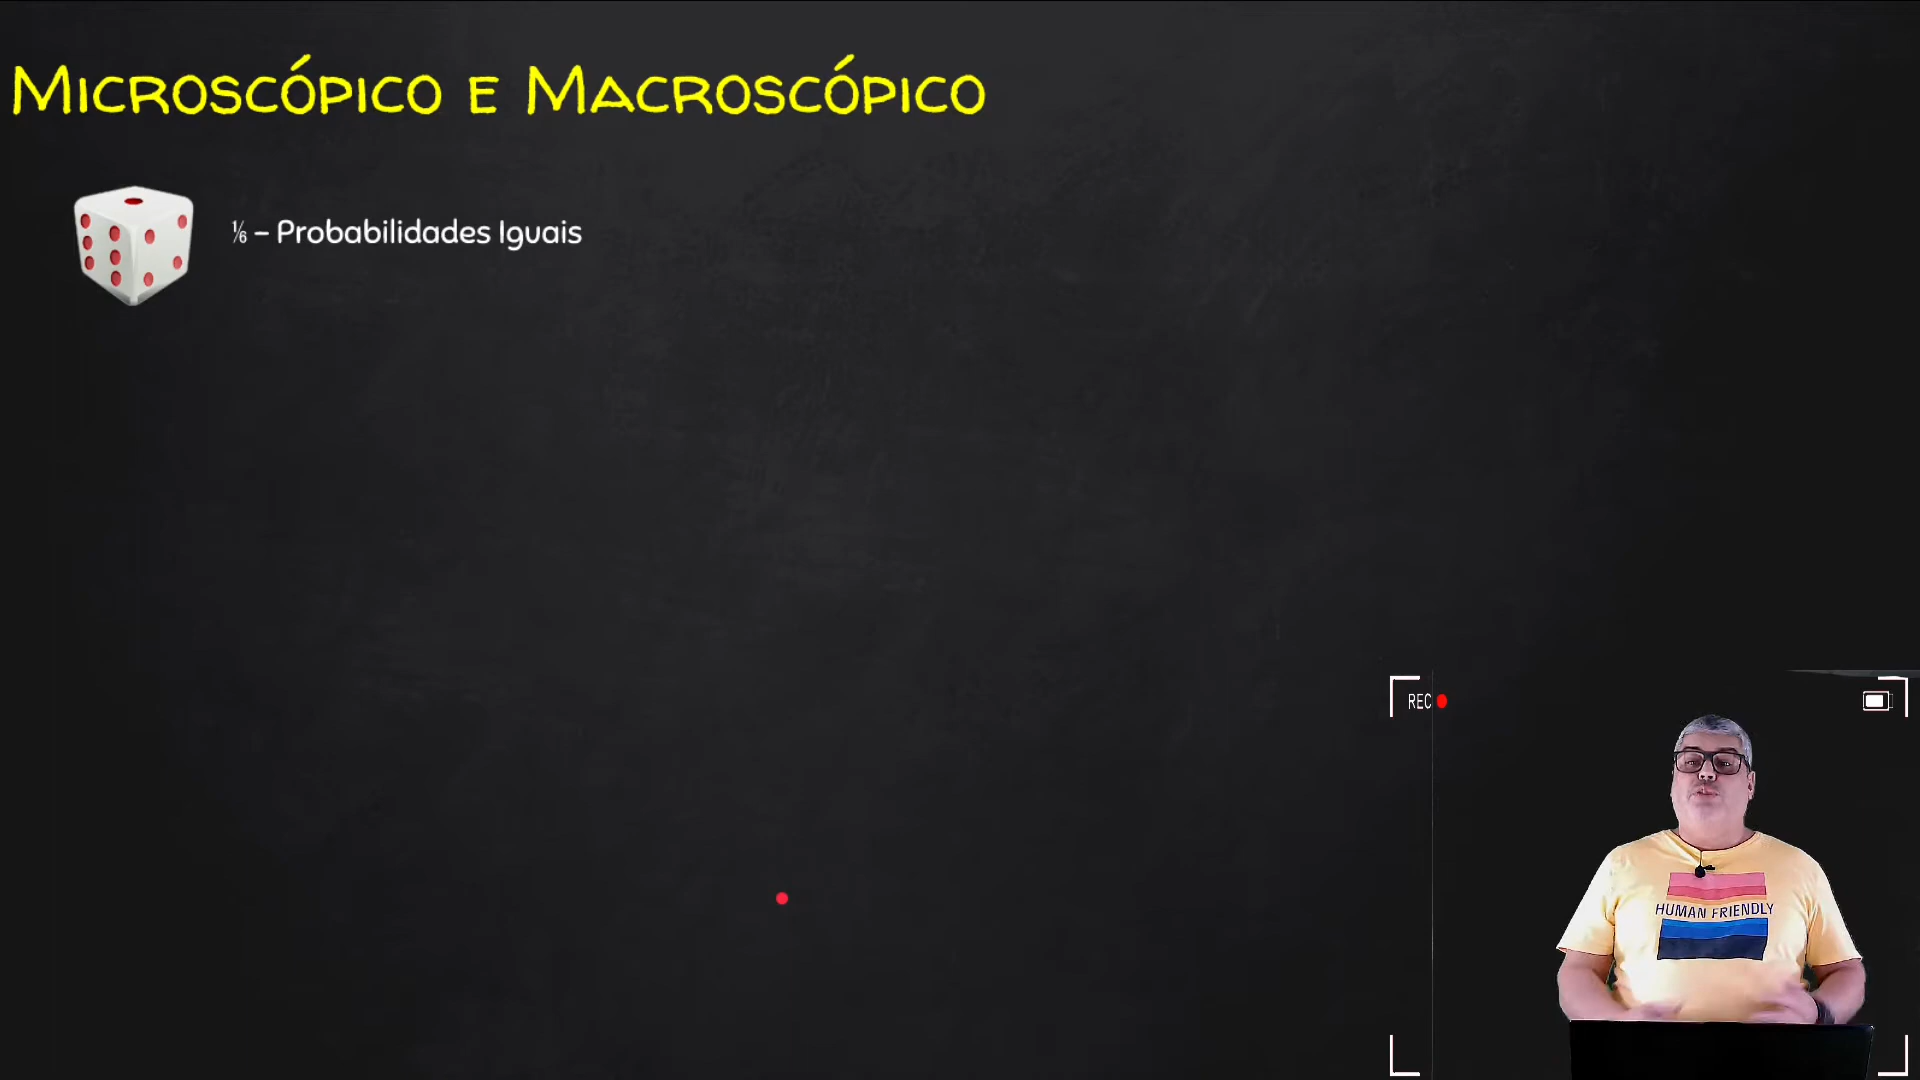 Microscópico e Macroscópico
⅙ – Probabilidades Iguais
REC
HUMAN FRIENDLY